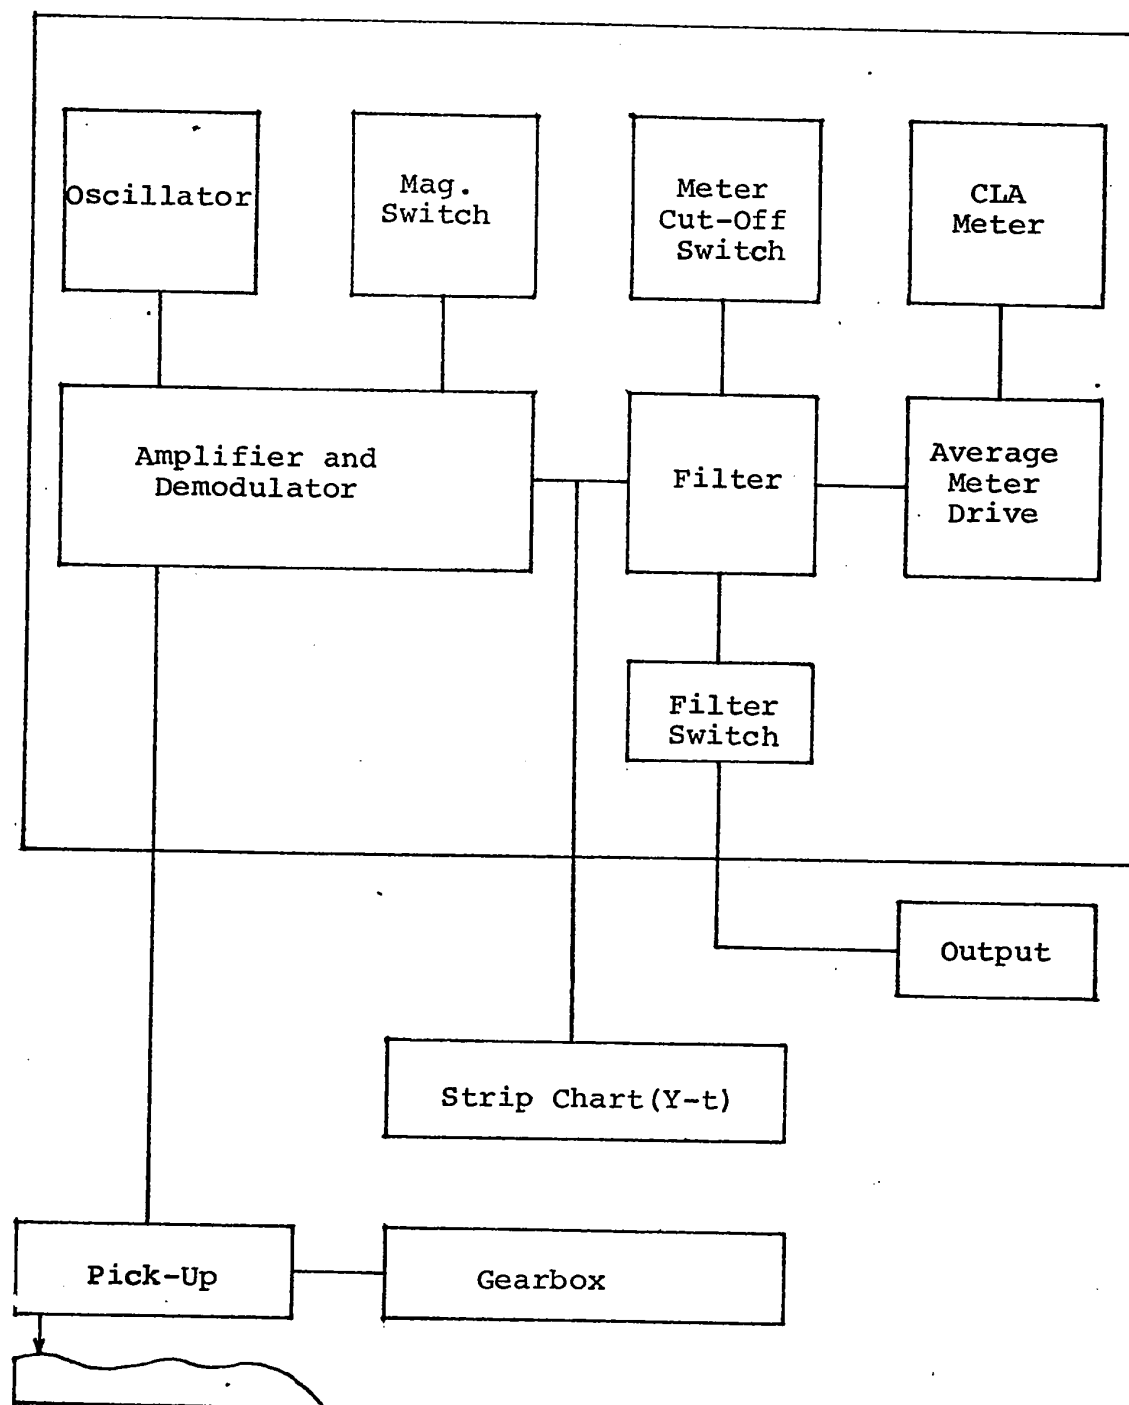 Oscillator
Mag.
Switch
Meter
Cut-Off
Switch
CLA
Meter
Amplifier and
Demodulator
Filter
Average
Meter
Drive
Filter
Switch
Output
Strip Chart(Y-t)
Pick-Up
Gearbox